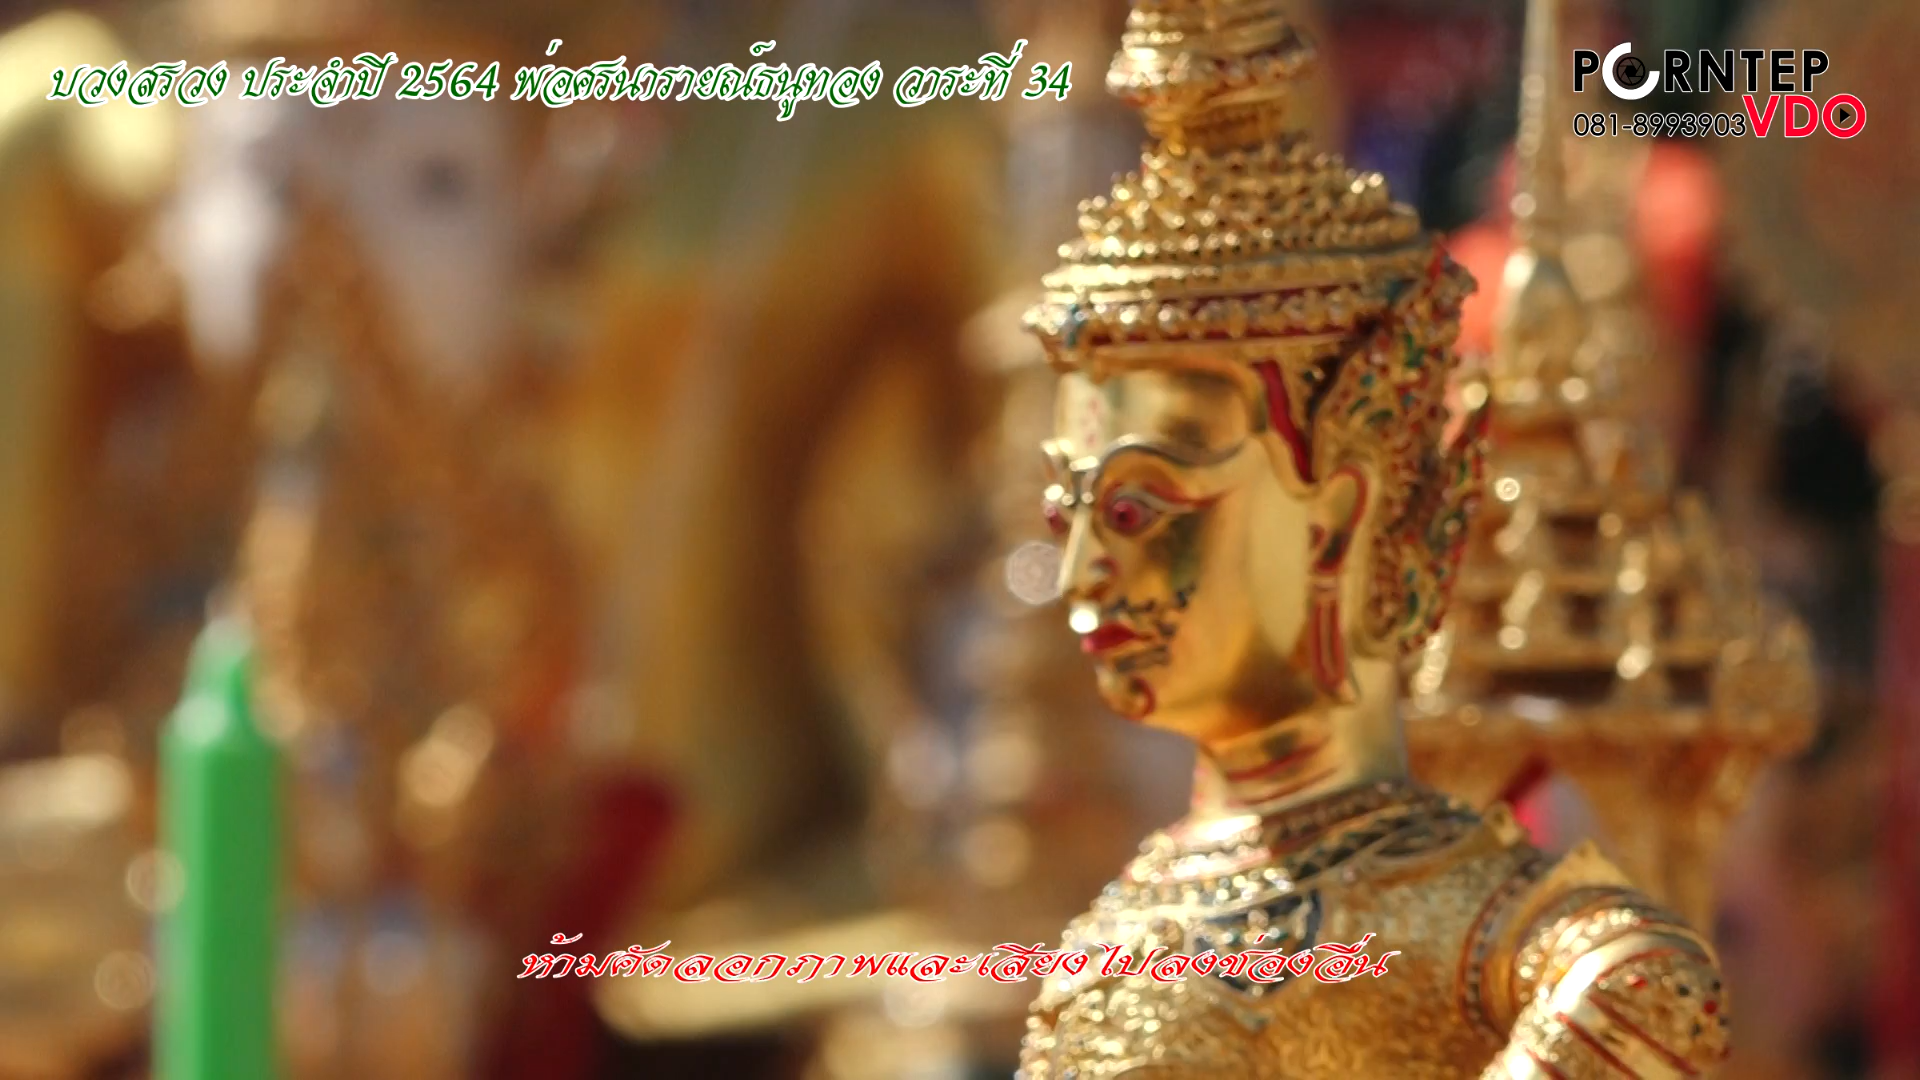 บวงสรวง ประจำปี 2564 พ่อศรนารายณ์ธนูทอง วาระที่ 34
PORNTEP
081-8993903 VDO
ห้ามคัดลอกภาพและเสียงไปลงช่องอื่น